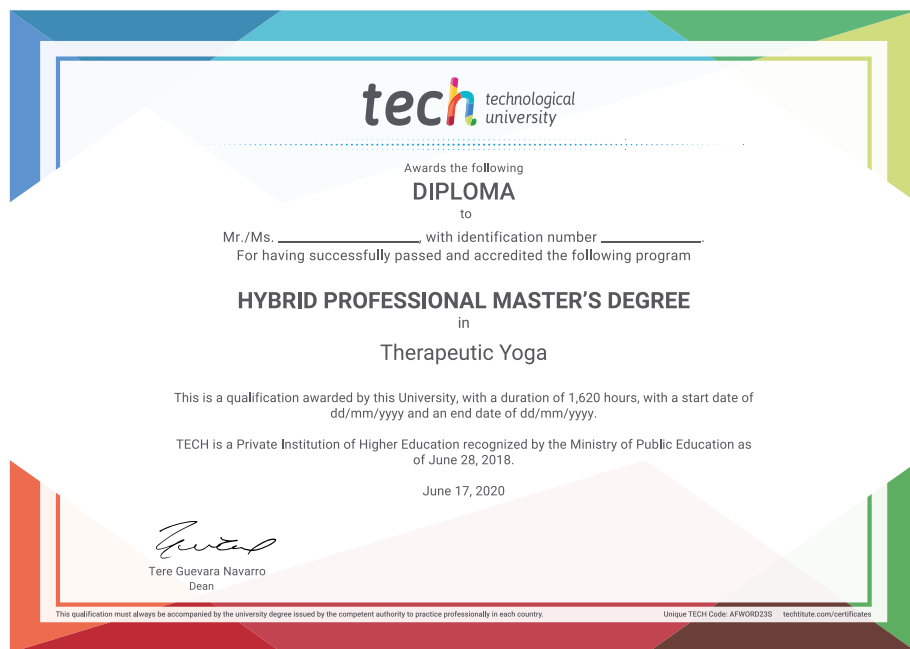 tech technological
university
Awards the following
DIPLOMA
to
Mr./Ms. ____________________, with identification number ______________.
For having successfully passed and accredited the following program
HYBRID PROFESSIONAL MASTER'S DEGREE
in
Therapeutic Yoga
This is a qualification awarded by this University, with a duration of 1,620 hours, with a start date of
dd/mm/yyyy and an end date of dd/mm/yyyy.
TECH is a Private Institution of Higher Education recognized by the Ministry of Public Education as
of June 28, 2018.
June 17, 2020
Tere Guevara Navarro
Dean
This qualification must always be accompanied by the university degree issued by the competent authority to practice professionally in each country.
Unique TECH Code: AFWORD23S techtitute.com/certificates